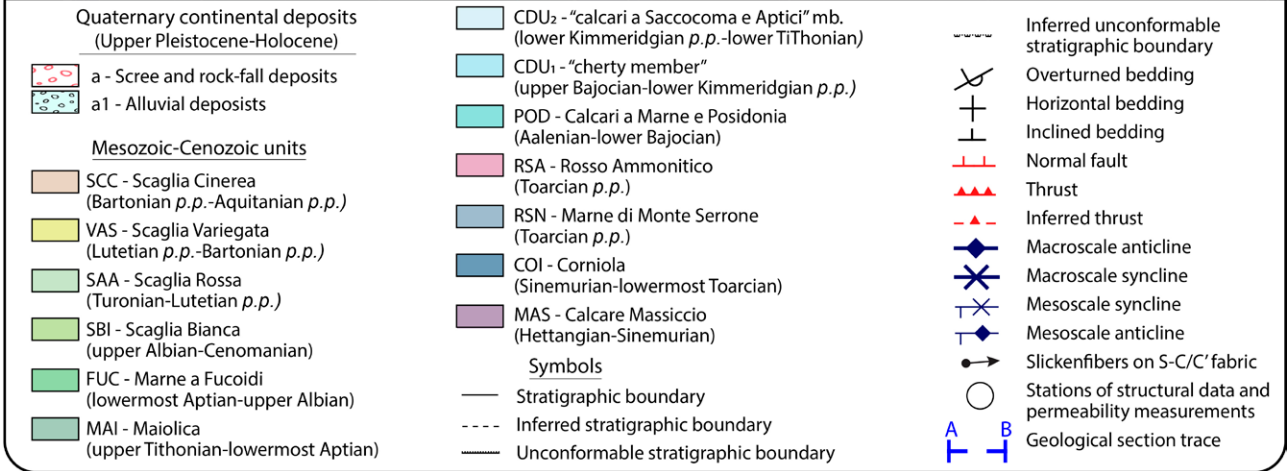 Quaternary continental deposits
(Upper Pleistocene-Holocene)
a - Scree and rock-fall deposits
a1 - Alluvial deposists
Mesozoic-Cenozoic units
SCC - Scaglia Cinerea
(Bartonian p.p.-Aquitanian p.p.)
VAS - Scaglia Variegata
(Lutetian p.p.-Bartonian p.p.)
SAA - Scaglia Rossa
(Turonian-Lutetian p.p.)
SBI - Scaglia Bianca
(upper Albian-Cenomanian)
FUC - Marne a Fucoidi
(lowermost Aptian-upper Albian)
MAI - Maiolica
(upper Tithonian-lowermost Aptian)
CDU₂ - “calcari a Saccocoma e Aptici” mb.
(lower Kimmeridgian p.p.-lower TiThonian)
CDU₁ - “cherty member”
(upper Bajocian-lower Kimmeridgian p.p.)
POD - Calcari a Marne e Posidonia
(Aalenian-lower Bajocian)
RSA - Rosso Ammonitico
(Toarcian p.p.)
RSN - Marne di Monte Serrone
(Toarcian p.p.)
COI - Corniola
(Sinemurian-lowermost Toarcian)
MAS - Calcare Massiccio
(Hettangian-Sinemurian)
Symbols
Stratigraphic boundary
Inferred stratigraphic boundary
Unconformable stratigraphic boundary
Inferred unconformable
stratigraphic boundary
Overturned bedding
Horizontal bedding
Inclined bedding
Normal fault
Thrust
Inferred thrust
Macroscale anticline
Macroscale syncline
Mesoscale syncline
Mesoscale anticline
Slickenfibers on S-C/C’ fabric
Stations of structural data and
permeability measurements
A B
Geological section trace